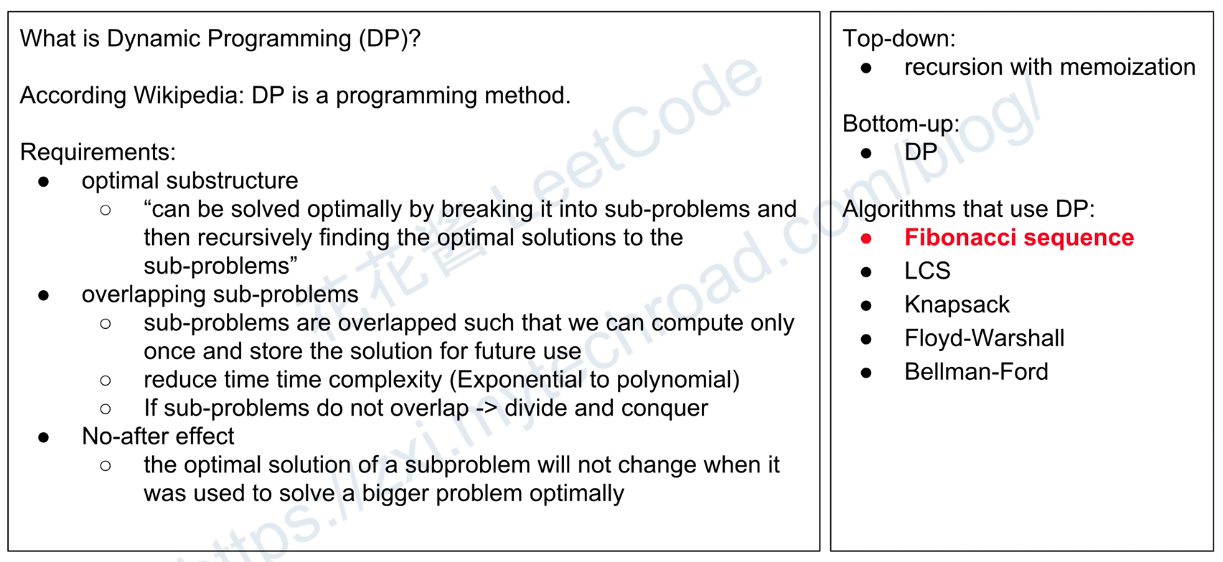 What is Dynamic Programming (DP)?
According Wikipedia: DP is a programming method.
Requirements:
● optimal substructure
○ “can be solved optimally by breaking it into sub-problems and
then recursively finding the optimal solutions to the
sub-problems”
● overlapping sub-problems
○ sub-problems are overlapped such that we can compute only
once and store the solution for future use
○ reduce time time complexity (Exponential to polynomial)
○ If sub-problems do not overlap -> divide and conquer
● No-after effect
○ the optimal solution of a subproblem will not change when it
was used to solve a bigger problem optimally
Top-down:
● recursion with memoization
Bottom-up:
● DP
Algorithms that use DP:
● Fibonacci sequence
● LCS
● Knapsack
● Floyd-Warshall
● Bellman-Ford
花花酱 LeetCode
https://zxi.mytechroad.com/blog/